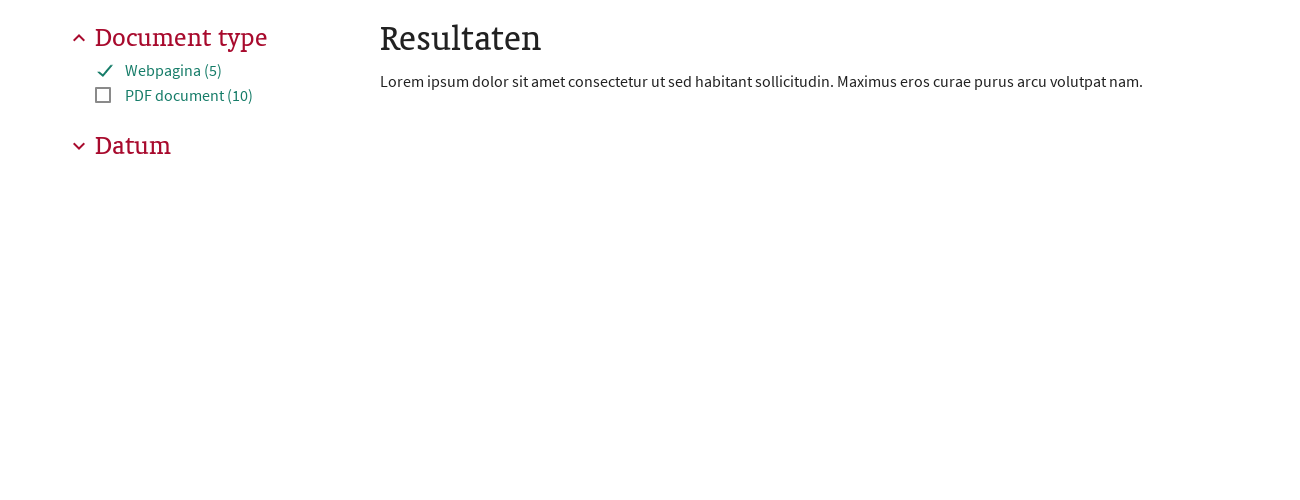 Document type
Webpagina (5)
PDF document (10)
Datum
Resultaten
Lorem ipsum dolor sit amet consectetur ut sed habitant sollicitudin. Maximus eros curae purus arcu volutpat nam.